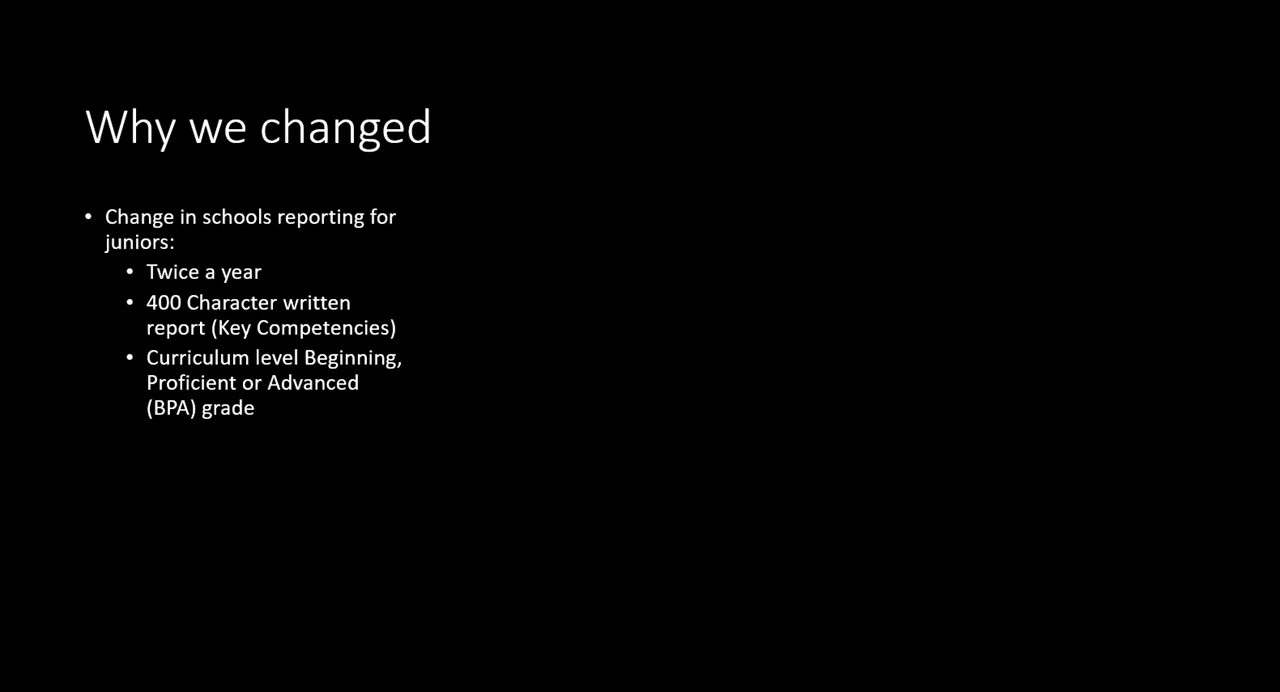 Why we changed
• Change in schools reporting for
juniors:
• Twice a year
• 400 Character written
report (Key Competencies)
• Curriculum level Beginning,
Proficient or Advanced
(BPA) grade